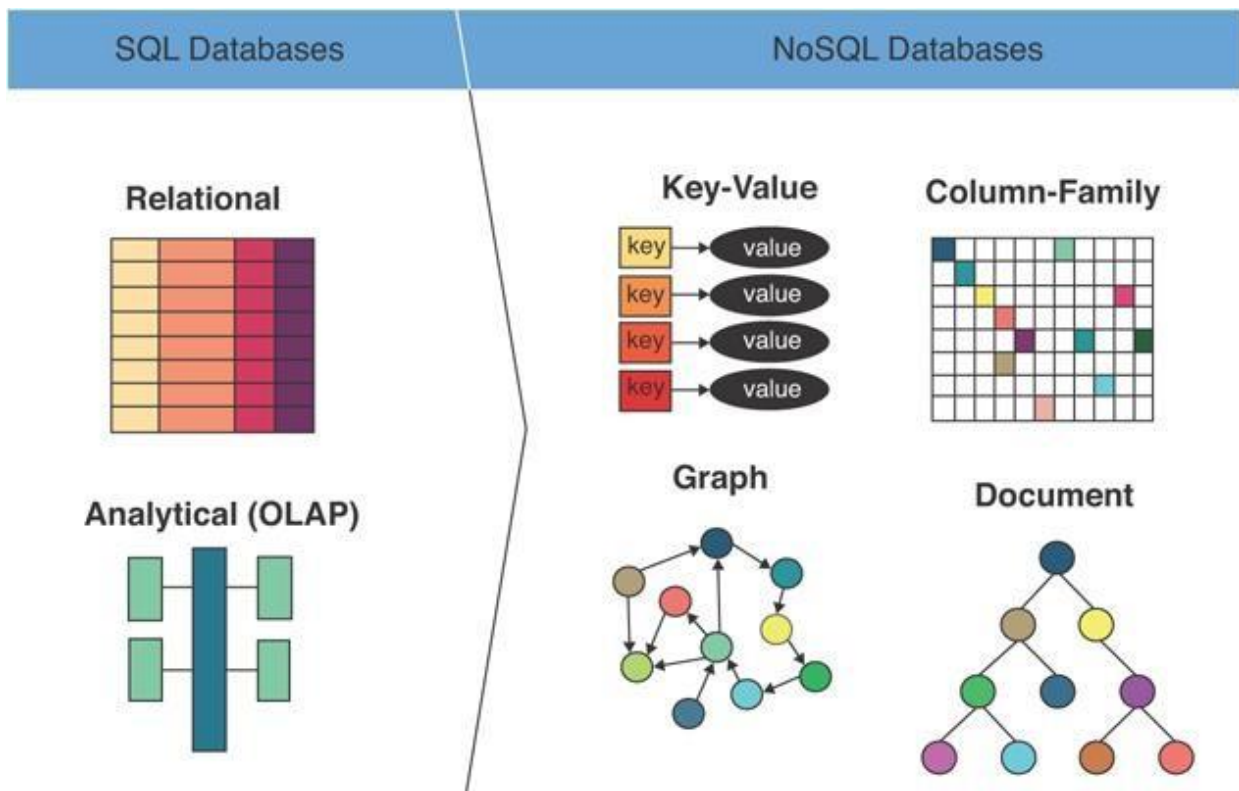 SQL Databases
NoSQL Databases
Relational
Analytical (OLAP)
Key-Value
key value
key value
key value
key value
Column-Family
Graph
Document